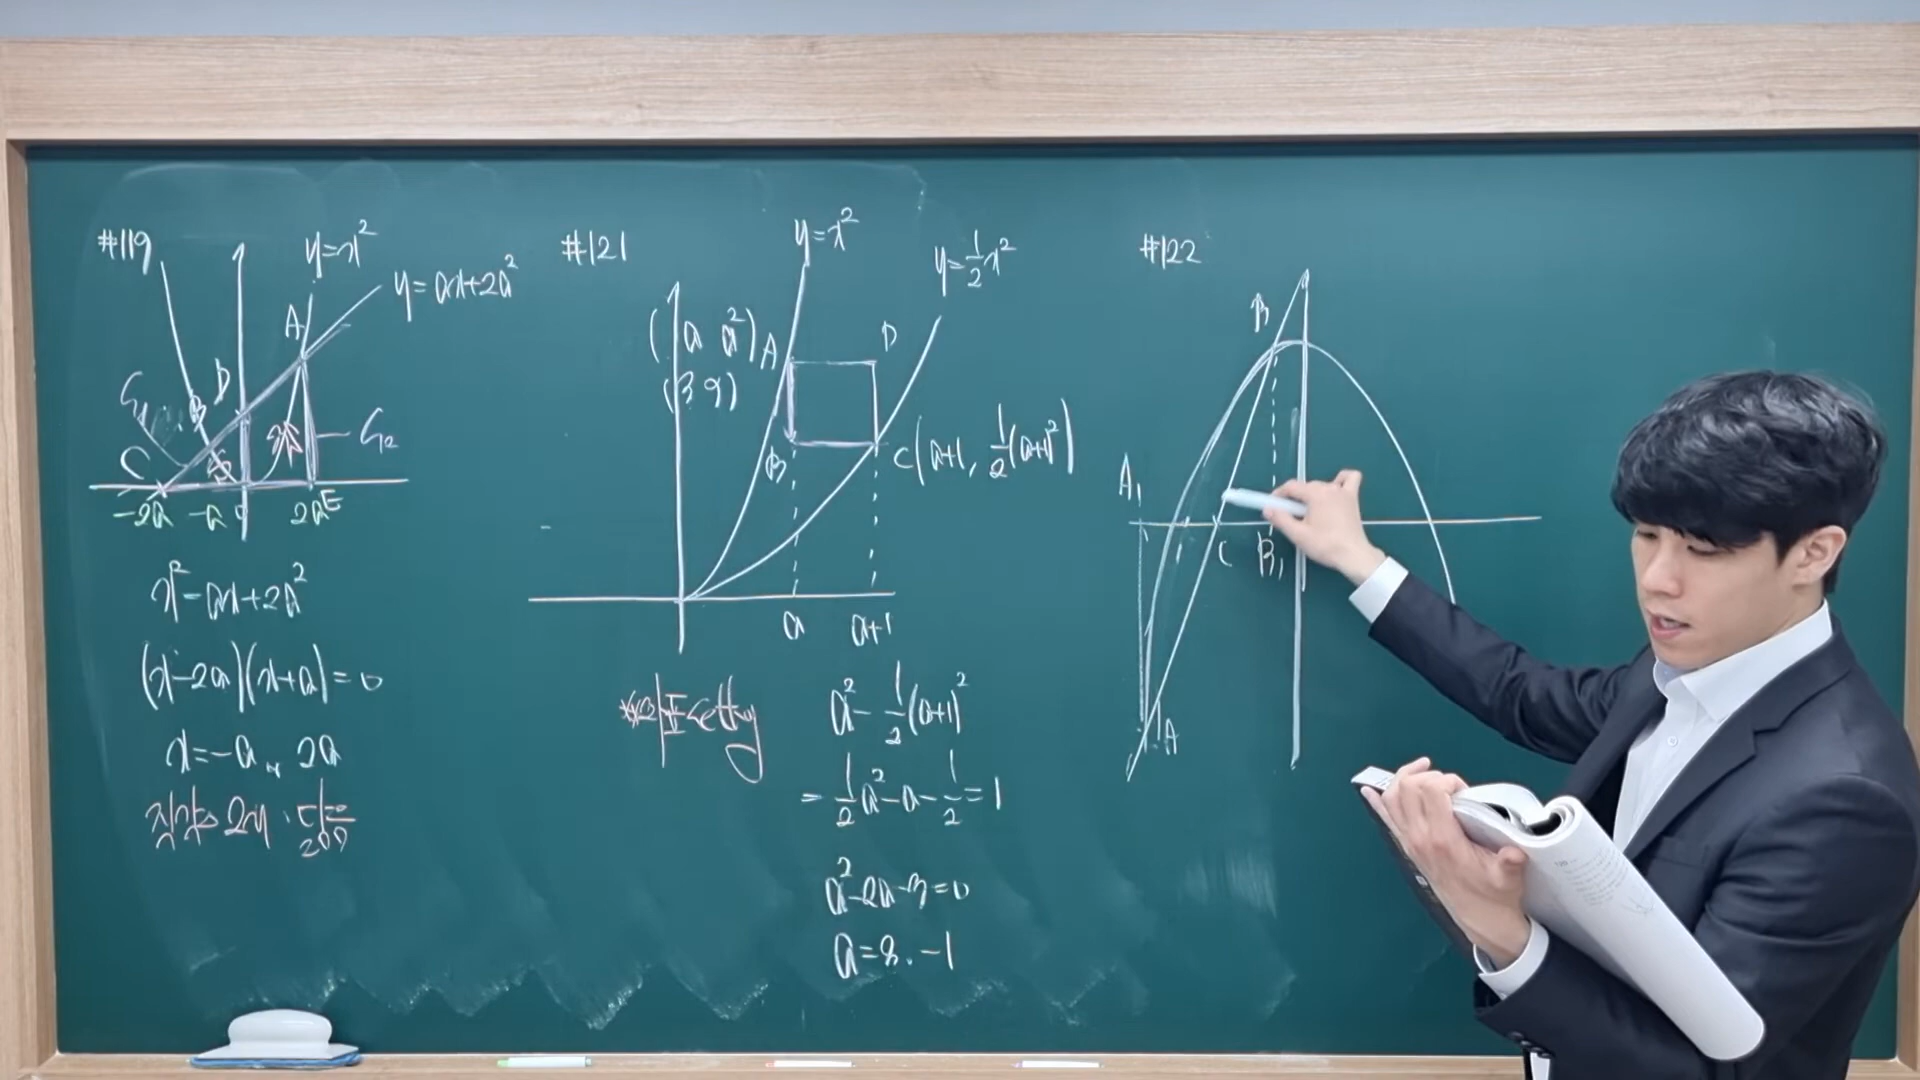 #119
y=x²
y=ax+2a²
A
D
B
C
-2a -a 0 2a E
G₂
x²-ax+2a²
(x-2a)(x+a)=0
x=-a or 2a
#121
y=x²
y=1/2x²
(a a²) A
D
(3 9)
B
C(a+1, 1/2(a+1)²)
a a+1
a²-1/2(a+1)²
=1/2a²-a-1/2=1
a²-2a-3=0
a=3. -1
#122
B
A₁
C B₁
A